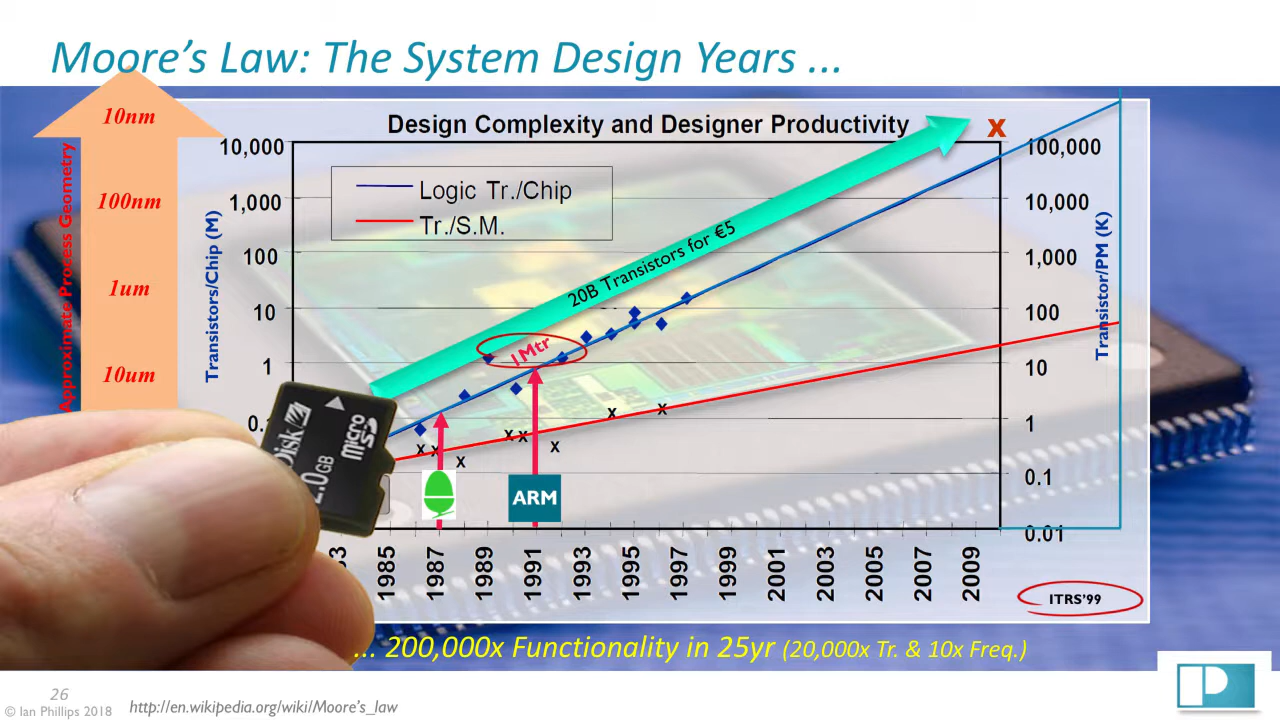 Moore’s Law: The System Design Years ...
10nm
100nm
1um
10um
Approximate Process Geometry
Design Complexity and Designer Productivity
X
Logic Tr./Chip
Tr./S.M.
Transistors/Chip (M)
10,000
1,000
100
10
1
0.
100,000
10,000
1,000
100
10
1
0.1
0.01
Transistor/PM (K)
20B Transistors for €5
1Mtr
ARM
Disk
micro
2.0GB
1985
1987
1989
1991
1993
1995
1997
1999
2001
2003
2005
2007
2009
ITRS’99
... 200,000x Functionality in 25yr (20,000x Tr. & 10x Freq.)
26
© Ian Phillips 2018
http://en.wikipedia.org/wiki/Moore’s_law